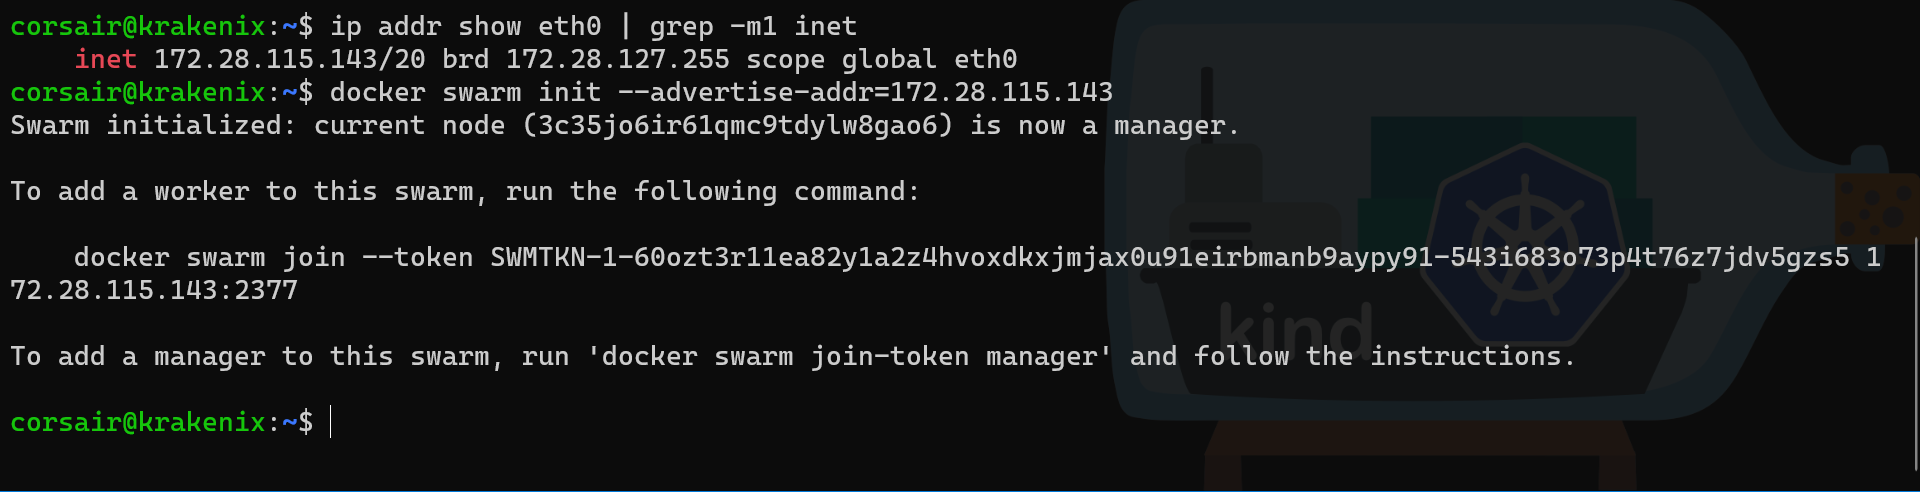 corsair@krakenix:~$ ip addr show eth0 | grep -m1 inet
    inet 172.28.115.143/20 brd 172.28.127.255 scope global eth0
corsair@krakenix:~$ docker swarm init --advertise-addr=172.28.115.143
Swarm initialized: current node (3c35jo6ir61qmc9tdylw8gao6) is now a manager.
To add a worker to this swarm, run the following command:
    docker swarm join --token SWMTKN-1-60ozt3r11ea82y1a2z4hvoxdkxjmjax0u91eirbmanb9aypy91-543i683o73p4t76z7jdv5gzs5 1
72.28.115.143:2377
kind
To add a manager to this swarm, run 'docker swarm join-token manager' and follow the instructions.
corsair@krakenix:~$